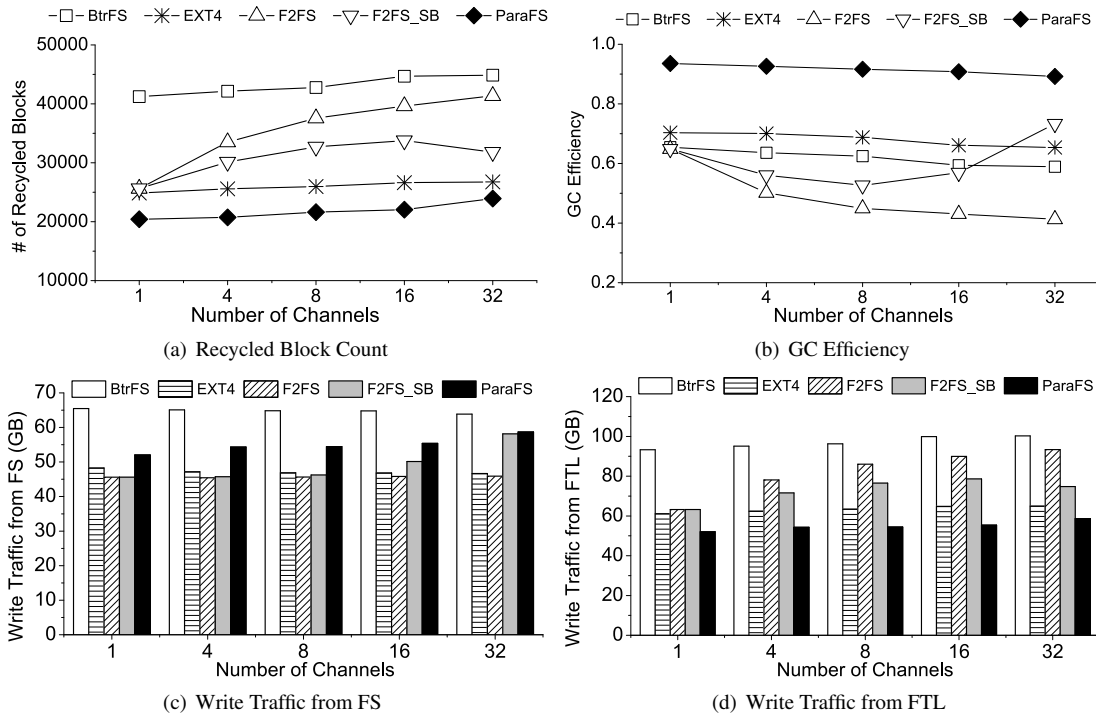 BtrFS EXT4 F2FS F2FS_SB ParaFS
50000
40000
30000
20000
10000
# of Recycled Blocks
1 4 8 16 32
Number of Channels
(a) Recycled Block Count
BtrFS EXT4 F2FS F2FS_SB ParaFS
1.0
0.8
0.6
0.4
0.2
GC Efficiency
1 4 8 16 32
Number of Channels
(b) GC Efficiency
BtrFS EXT4 F2FS F2FS_SB ParaFS
70
60
50
40
30
20
10
0
Write Traffic from FS (GB)
1 4 8 16 32
Number of Channels
(c) Write Traffic from FS
BtrFS EXT4 F2FS F2FS_SB ParaFS
120
100
80
60
40
20
0
Write Traffic from FTL (GB)
1 4 8 16 32
Number of Channels
(d) Write Traffic from FTL